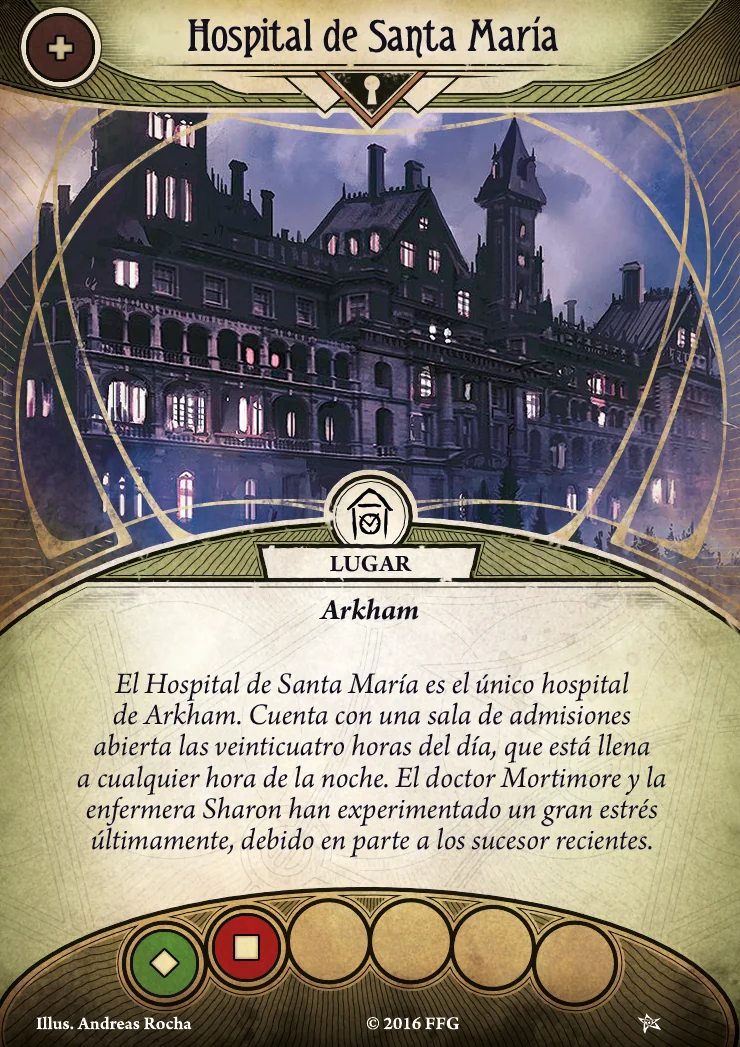 Hospital de Santa María
LUGAR
Arkham
El Hospital de Santa María es el único hospital
de Arkham. Cuenta con una sala de admisiones
abierta las veinticuatro horas del día, que está llena
a cualquier hora de la noche. El doctor Mortimore y la
enfermera Sharon han experimentado un gran estrés
últimamente, debido en parte a los sucesor recientes.
Illus. Andreas Rocha
© 2016 FFG